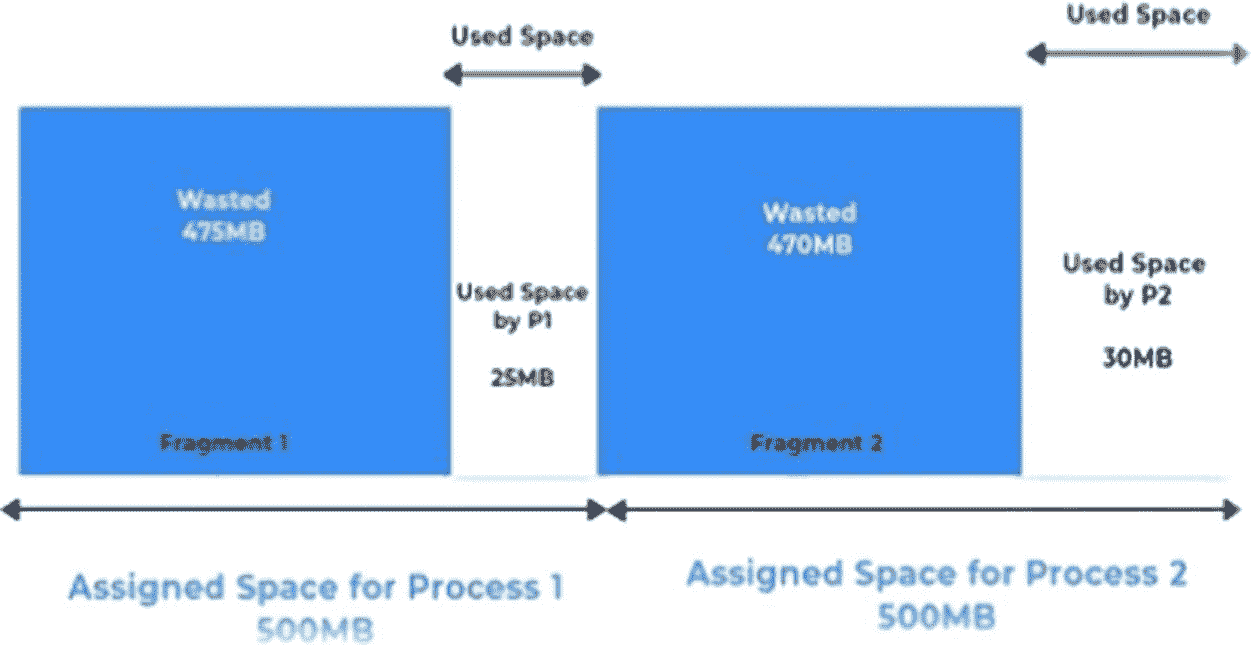 Used Space
Used Space
Wasted
475MB
Wasted
470MB
Used Space
by P1
25MB
Used Space
by P2
30MB
Fragment 1
Fragment 2
Assigned Space for Process 1
500MB
Assigned Space for Process 2
500MB